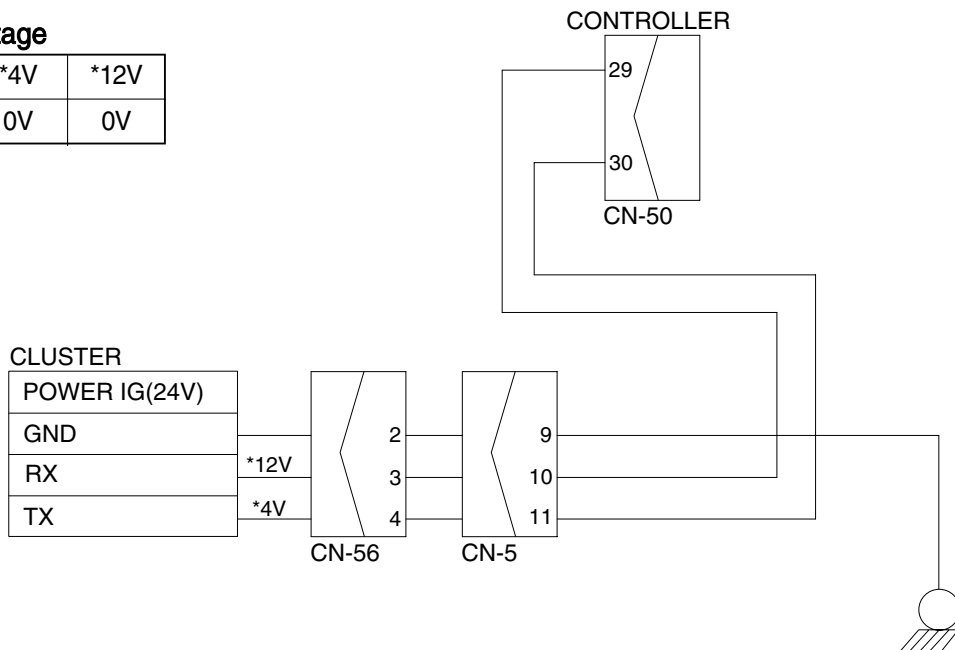 *4V *12V
0V 0V
CONTROLLER
29
30
CN-50
CLUSTER
POWER IG(24V)
GND
RX
TX
*12V
*4V
2
3
4
CN-56
9
10
11
CN-5